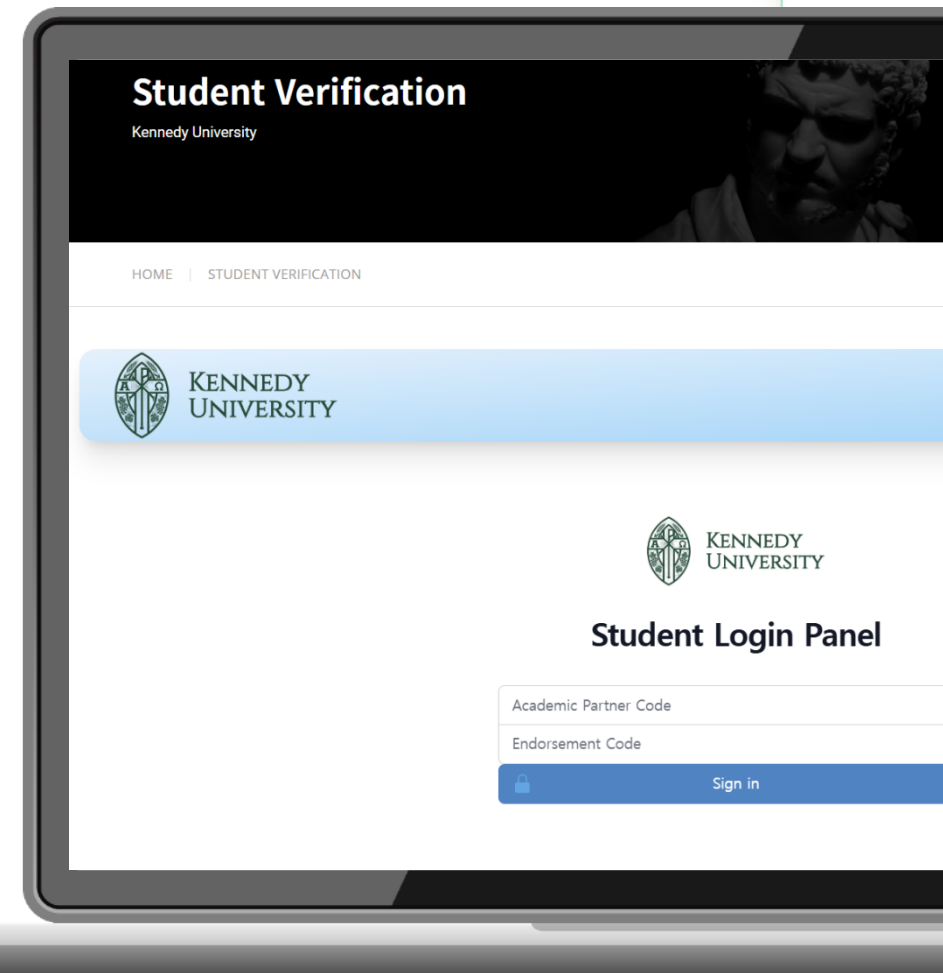 Student Verification
Kennedy University
HOME | STUDENT VERIFICATION
Α Ρ Ω
KENNEDY
UNIVERSITY
Α Ρ Ω
KENNEDY
UNIVERSITY
Student Login Panel
Academic Partner Code
Endorsement Code
Sign in